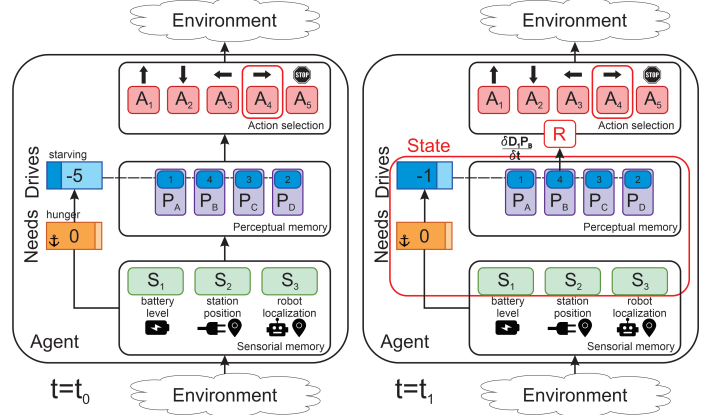 Environment
STOP
A1 A2 A3 A4 A5
Action selection
Drives
starving
-5
1 4 3 2
PA PB PC PD
Perceptual memory
Needs
hunger
0
S1 S2 S3
battery level
station position
robot localization
Sensorial memory
Agent
t=t0
Environment
Environment
STOP
A1 A2 A3 A4 A5
Action selection
R
δD1PB
δt
State
Drives
-1
1 4 3 2
PA PB PC PD
Perceptual memory
Needs
0
S1 S2 S3
battery level
station position
robot localization
Sensorial memory
Agent
t=t1
Environment